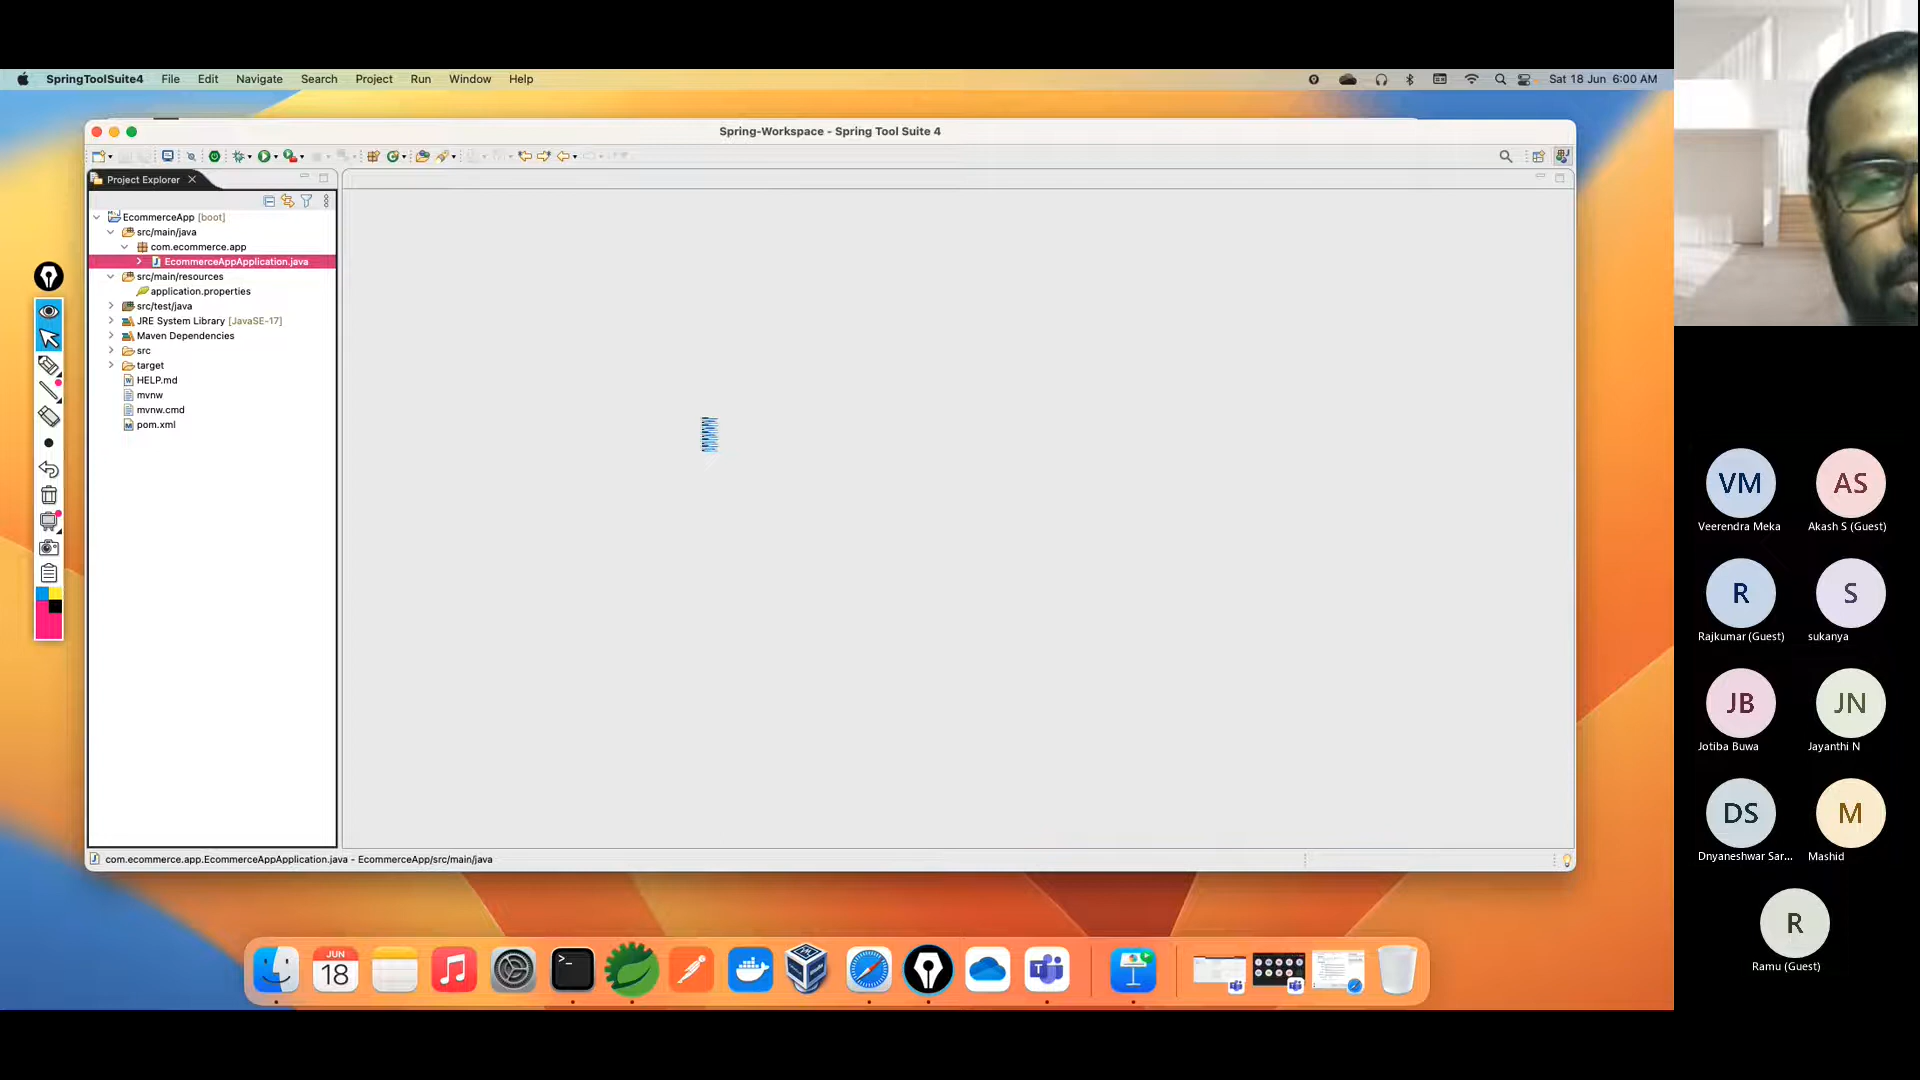 SpringToolSuite4 File Edit Navigate Search Project Run Window Help Sat 18 Jun 6:00 AM
Spring-Workspace - Spring Tool Suite 4
Project Explorer
EcommerceApp [boot]
src/main/java
com.ecommerce.app
EcommerceAppApplication.java
src/main/resources
application.properties
src/test/java
JRE System Library [JavaSE-17]
Maven Dependencies
src
target
HELP.md
mvnw
mvnw.cmd
pom.xml
com.ecommerce.app.EcommerceAppApplication.java - EcommerceApp/src/main/java
JUN
18
VM
Veerendra Meka
AS
Akash S (Guest)
R
Rajkumar (Guest)
S
sukanya
JB
Jotiba Buwa
JN
Jayanthi N
DS
Dnyaneshwar Sar...
M
Mashid
R
Ramu (Guest)